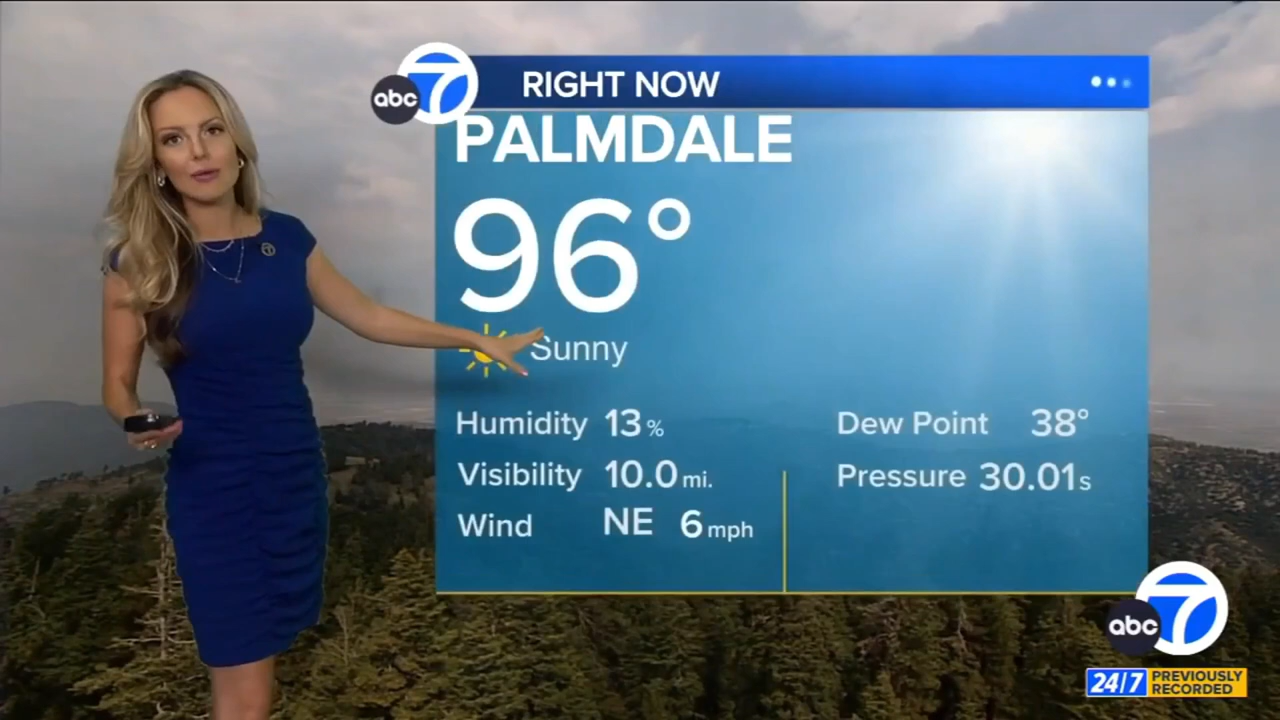 abc 7 RIGHT NOW
PALMDALE
96°
Sunny
Humidity 13 % Dew Point 38°
Visibility 10.0 mi. Pressure 30.01 s
Wind NE 6 mph
abc 7
24/7 PREVIOUSLY
RECORDED